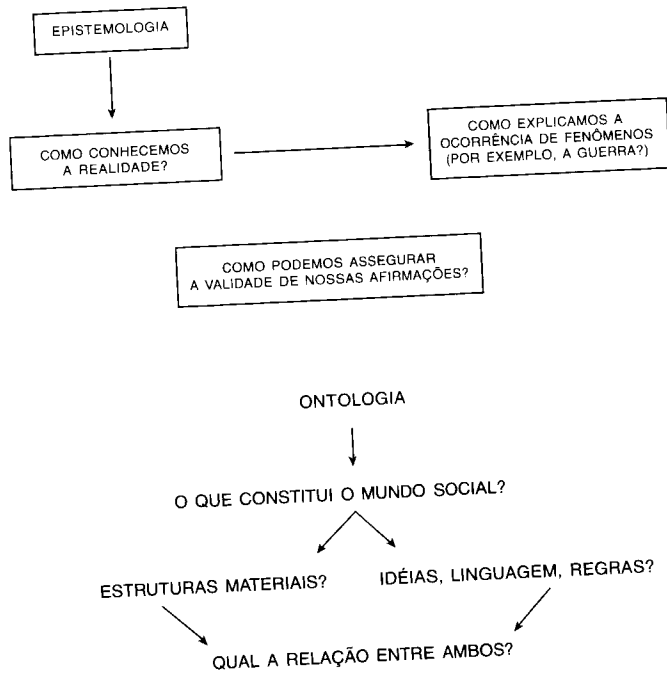 EPISTEMOLOGIA
COMO CONHECEMOS
A REALIDADE?
COMO EXPLICAMOS A
OCORRÊNCIA DE FENÔMENOS
(POR EXEMPLO, A GUERRA?)
COMO PODEMOS ASSEGURAR
A VALIDADE DE NOSSAS AFIRMAÇÕES?
ONTOLOGIA
O QUE CONSTITUI O MUNDO SOCIAL?
ESTRUTURAS MATERIAIS?
IDÉIAS, LINGUAGEM, REGRAS?
QUAL A RELAÇÃO ENTRE AMBOS?